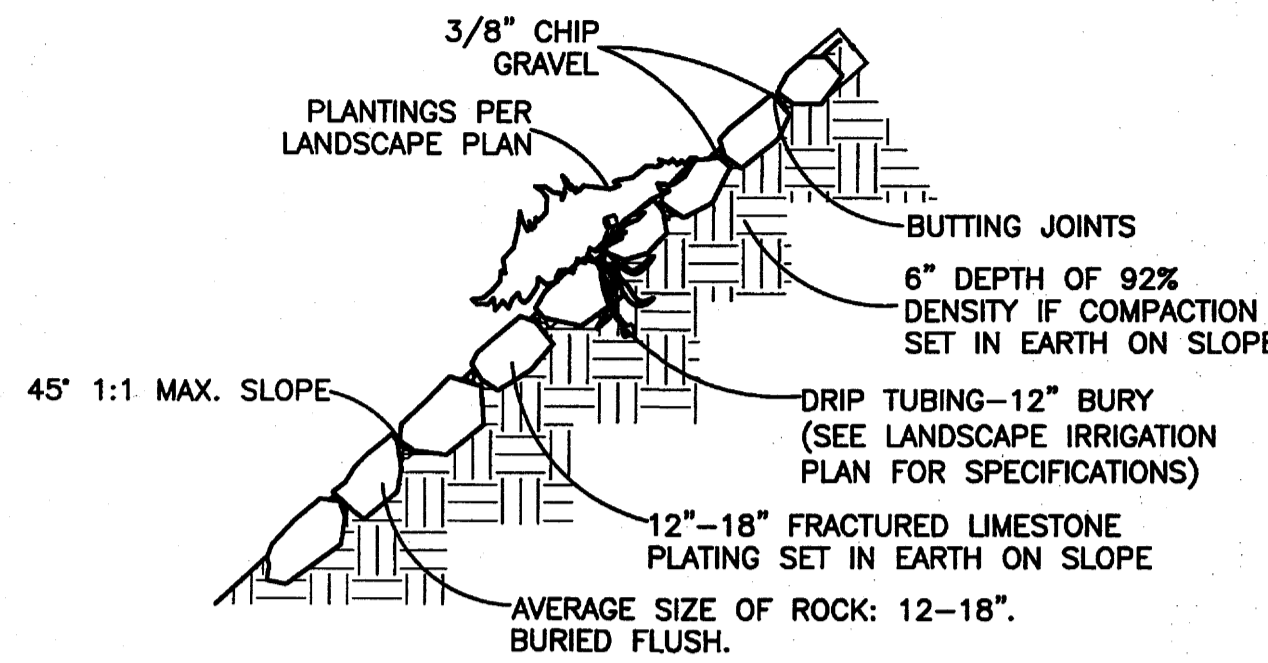 3/8" CHIP
GRAVEL
PLANTINGS PER
LANDSCAPE PLAN
BUTTING JOINTS
6" DEPTH OF 92%
DENSITY IF COMPACTION
SET IN EARTH ON SLOPE
45° 1:1 MAX. SLOPE
DRIP TUBING-12" BURY
(SEE LANDSCAPE IRRIGATION
PLAN FOR SPECIFICATIONS)
12"-18" FRACTURED LIMESTONE
PLATING SET IN EARTH ON SLOPE
AVERAGE SIZE OF ROCK: 12-18".
BURIED FLUSH.